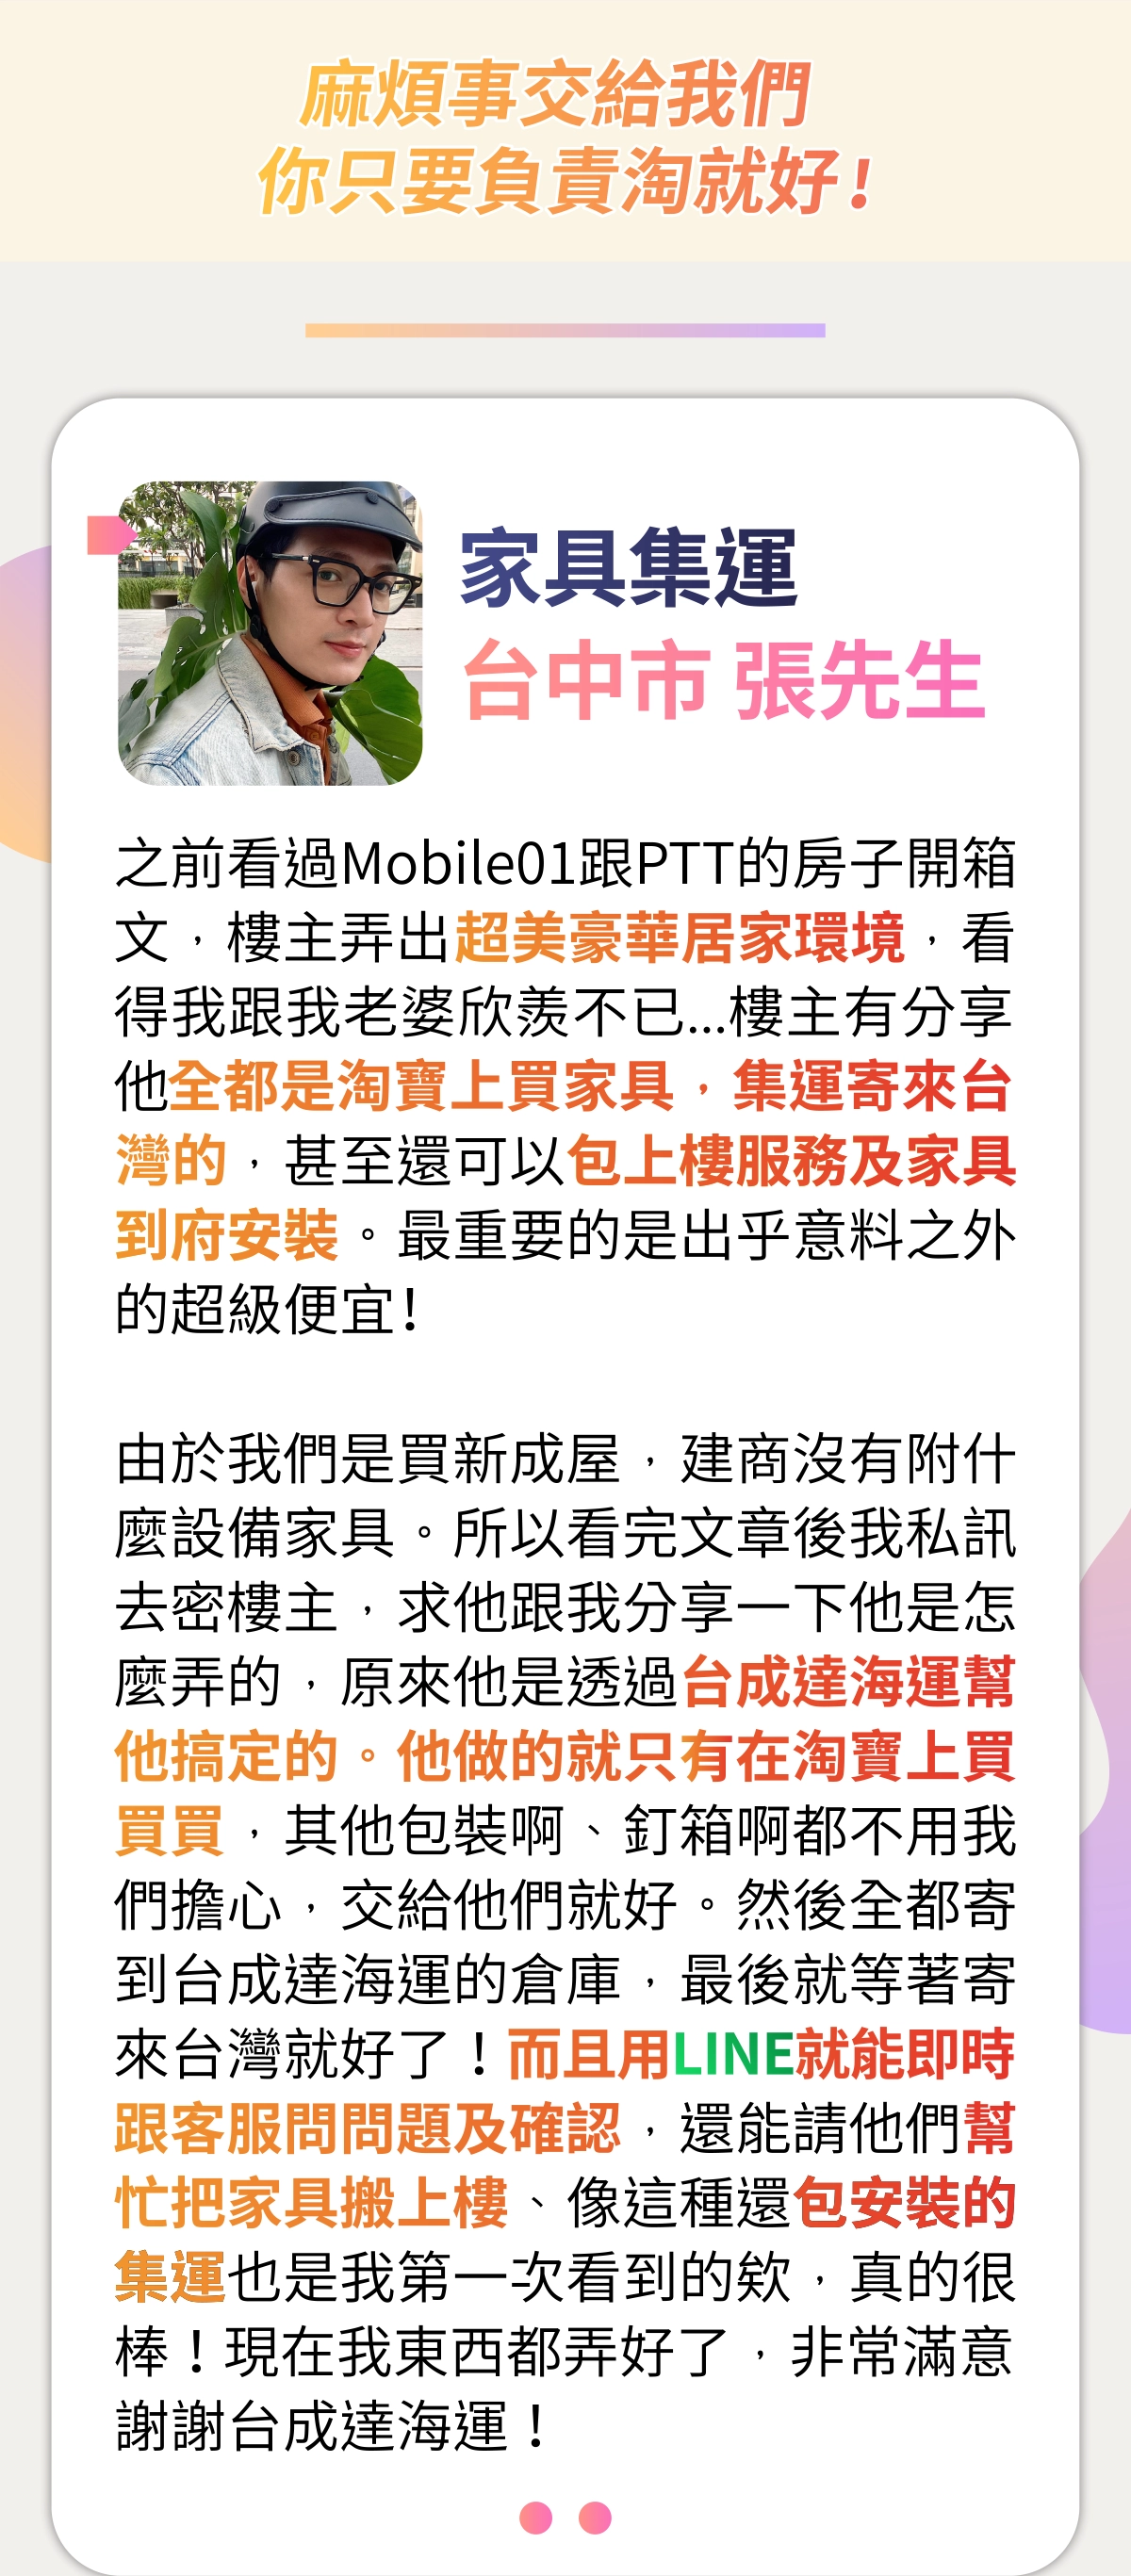 麻煩事交給我們
你只要負責淘就好!
家具集運
台中市 張先生
之前看過Mobile01跟PTT的房子開箱
文，樓主弄出超美豪華居家環境，看
得我跟我老婆欣羨不已...樓主有分享
他全都是淘寶上買家具，集運寄來台
灣的，甚至還可以包上樓服務及家具
到府安裝。最重要的是出乎意料之外
的超級便宜!
由於我們是買新成屋，建商沒有附什
麼設備家具。所以看完文章後我私訊
去密樓主，求他跟我分享一下他是怎
麼弄的，原來他是透過台成達海運幫
他搞定的。他做的就只有在淘寶上買
買買，其他包裝啊、釘箱啊都不用我
們擔心，交給他們就好。然後全都寄
到台成達海運的倉庫，最後就等著寄
來台灣就好了！而且用LINE就能即時
跟客服問問題及確認，還能請他們幫
忙把家具搬上樓、像這種還包安裝的
集運也是我第一次看到的欸，真的很
棒！現在我東西都弄好了，非常滿意
謝謝台成達海運！